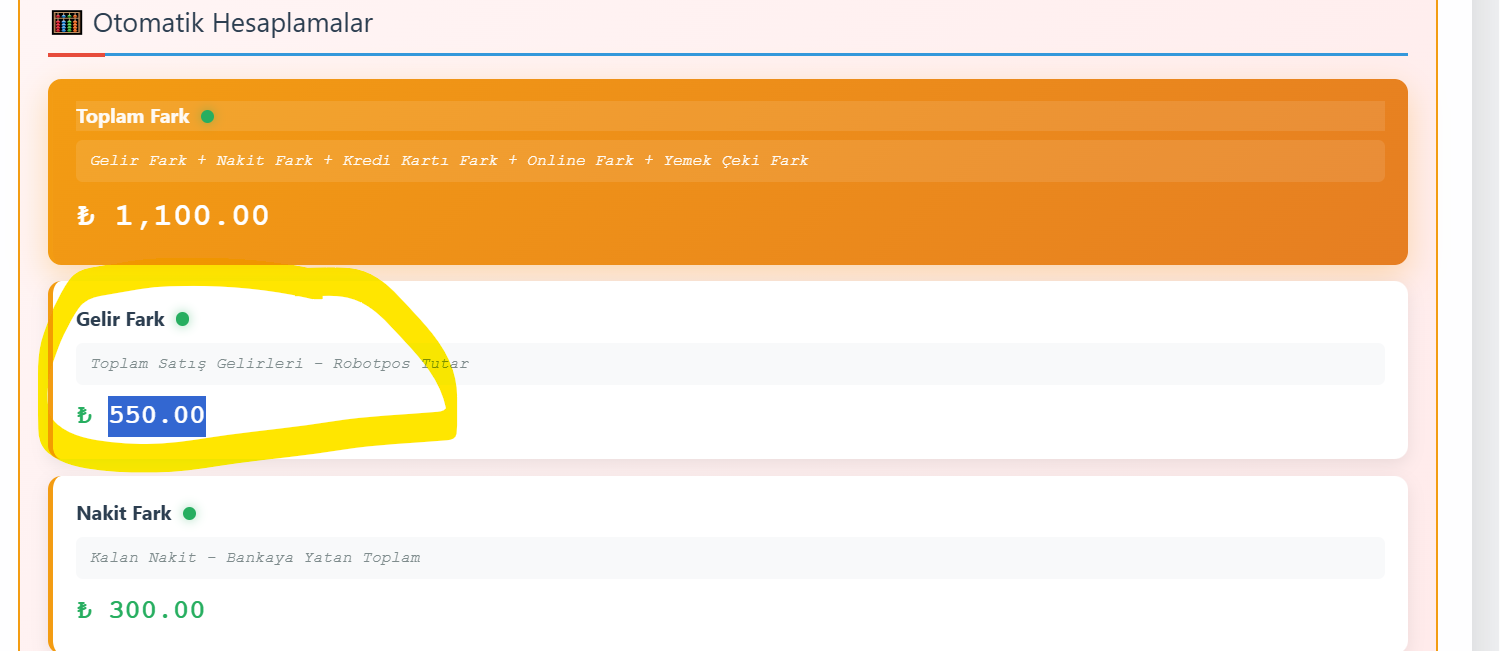 Otomatik Hesaplamalar
Toplam Fark
Gelir Fark + Nakit Fark + Kredi Kartı Fark + Online Fark + Yemek Çeki Fark
₺ 1,100.00
Gelir Fark
Toplam Satış Gelirleri - Robotpos Tutar
₺ 550.00
Nakit Fark
Kalan Nakit - Bankaya Yatan Toplam
₺ 300.00